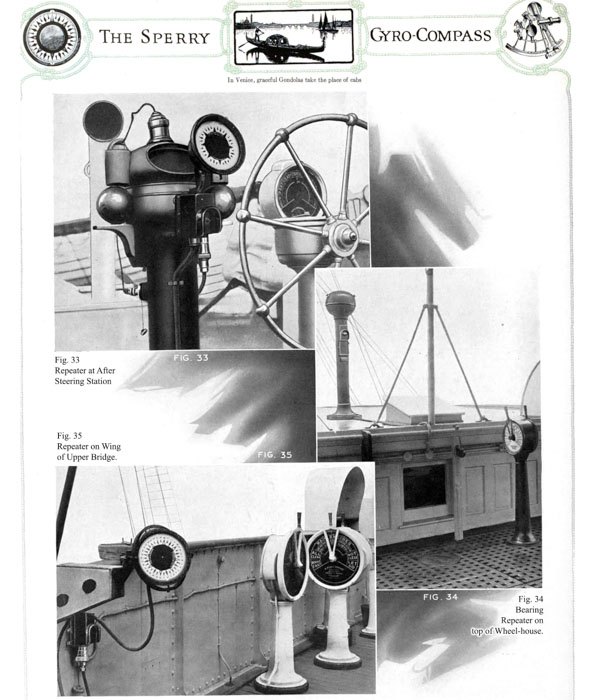 THE SPERRY
GYRO-COMPASS
In Venice, graceful Gondolas take the place of cabs
Fig. 33
Repeater at After
Steering Station
FIG. 33
Fig. 35
Repeater on Wing
of Upper Bridge.
FIG. 35
FIG. 34
Fig. 34
Bearing
Repeater on
top of Wheel-house.